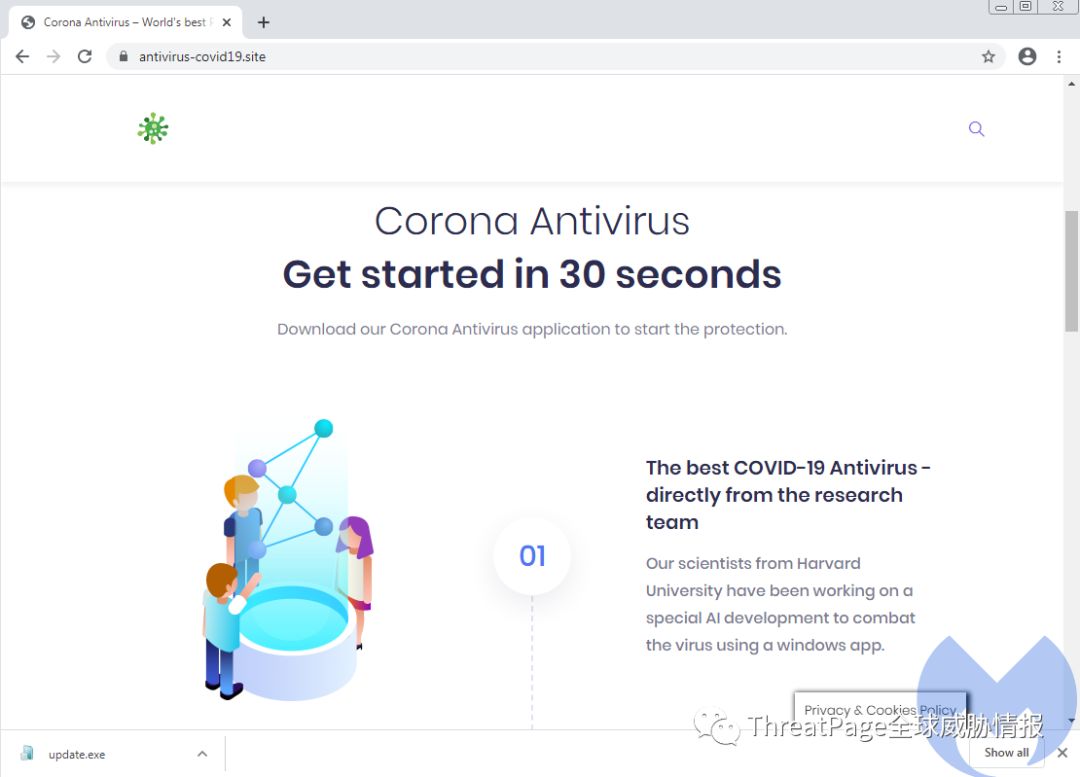 Corona Antivirus – World's best
antivirus-covid19.site
Corona Antivirus
Get started in 30 seconds
Download our Corona Antivirus application to start the protection.
The best COVID-19 Antivirus -
directly from the research
team
01
Our scientists from Harvard
University have been working on a
special AI development to combat
the virus using a windows app.
Privacy & Cookies Policy
ThreatPage全球威胁情报
update.exe
Show all